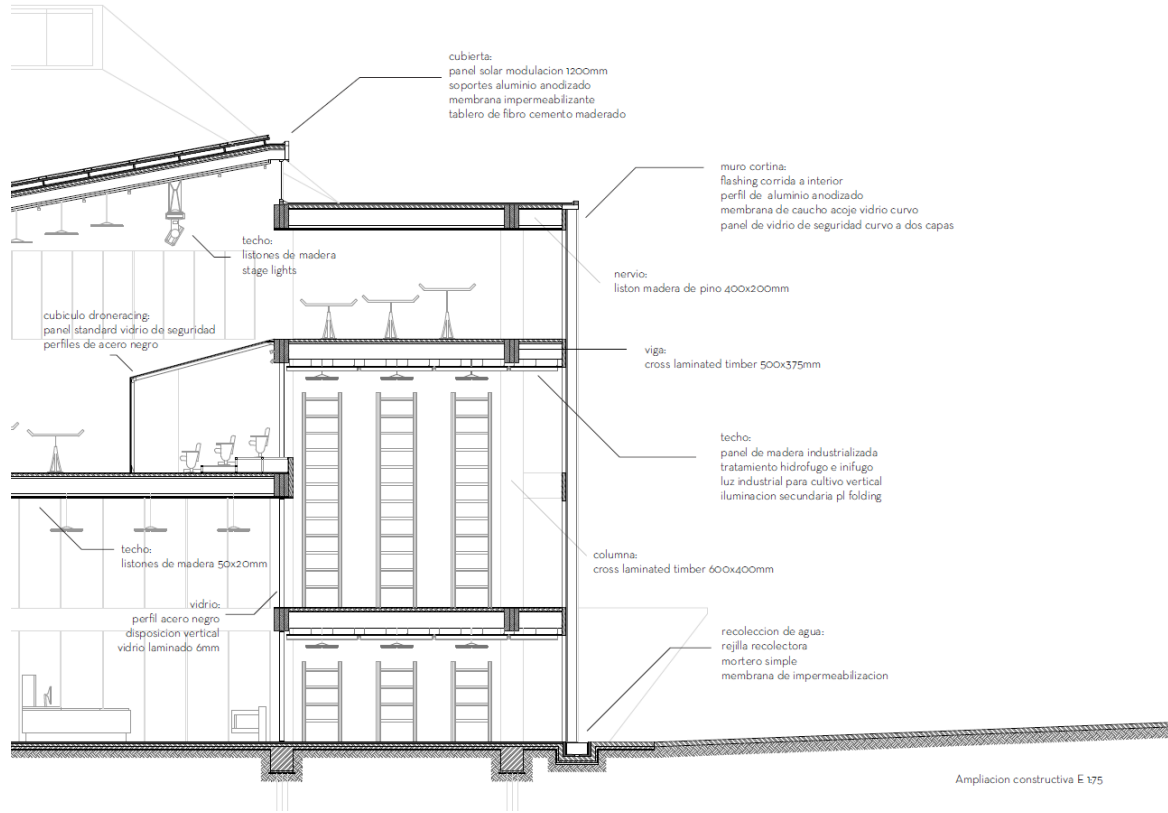 cubierta:
panel solar modulacion 1200mm
soportes aluminio anodizado
membrana impermeabilizante
tablero de fibro cemento maderado
muro cortina:
flashing corrida a interior
perfil de aluminio anodizado
membrana de caucho acoje vidrio curvo
panel de vidrio de seguridad curvo a dos capas
techo:
listones de madera
stage lights
nervio:
liston madera de pino 400x200mm
cubiculo droneracing:
panel standard vidrio de seguridad
perfiles de acero negro
viga:
cross laminated timber 500x375mm
techo:
panel de madera industrializada
tratamiento hidrofugo e inifugo
luz industrial para cultivo vertical
iluminacion secundaria pl folding
techo:
listones de madera 50x20mm
columna:
cross laminated timber 600x400mm
vidrio:
perfil acero negro
disposicion vertical
vidrio laminado 6mm
recoleccion de agua:
rejilla recolectora
mortero simple
membrana de impermeabilizacion
Ampliacion constructiva E 1:75